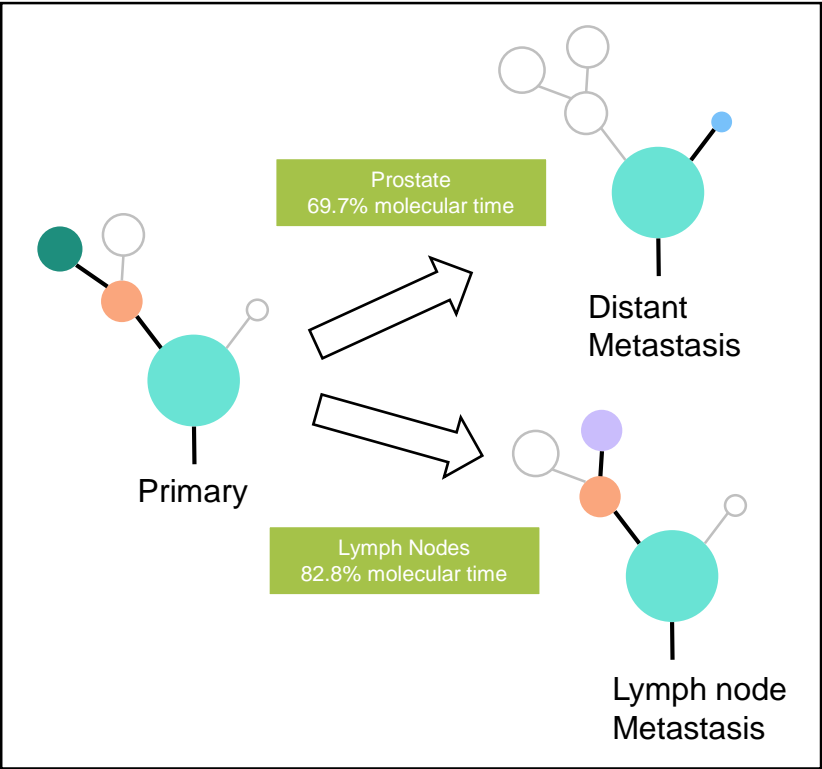 Prostate
69.7% molecular time
Distant
Metastasis
Primary
Lymph Nodes
82.8% molecular time
Lymph node
Metastasis